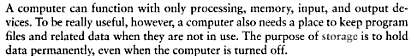 A computer can function with only processing, memory, input, and output de-
vices. To be really useful, however, a computer also needs a place to keep program
files and related data when they are not in use. The purpose of storage is to hold
data permanently, even when the computer is turned off.